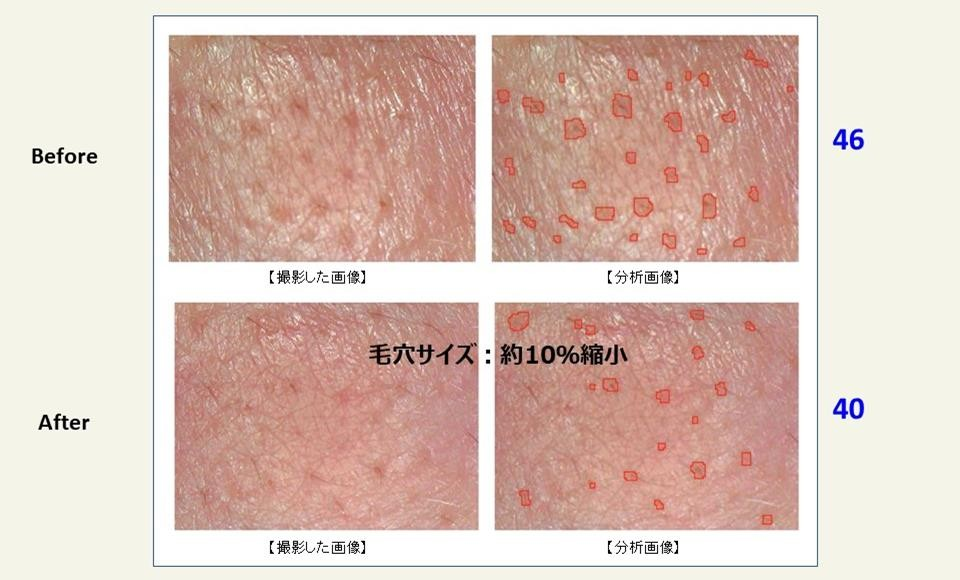 Before
46
【撮影した画像】
【分析画像】
毛穴サイズ：約10%縮小
After
40
【撮影した画像】
【分析画像】